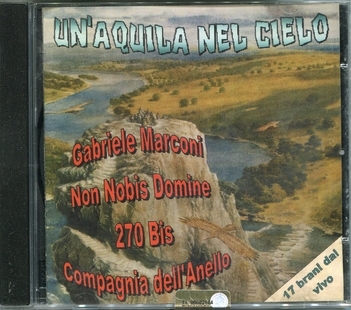 UN'AQUILA NEL CIELO
Gabriele Marconi
Non Nobis Domine
270 Bis
Compagnia dell'Anello
17 brani dal
vivo